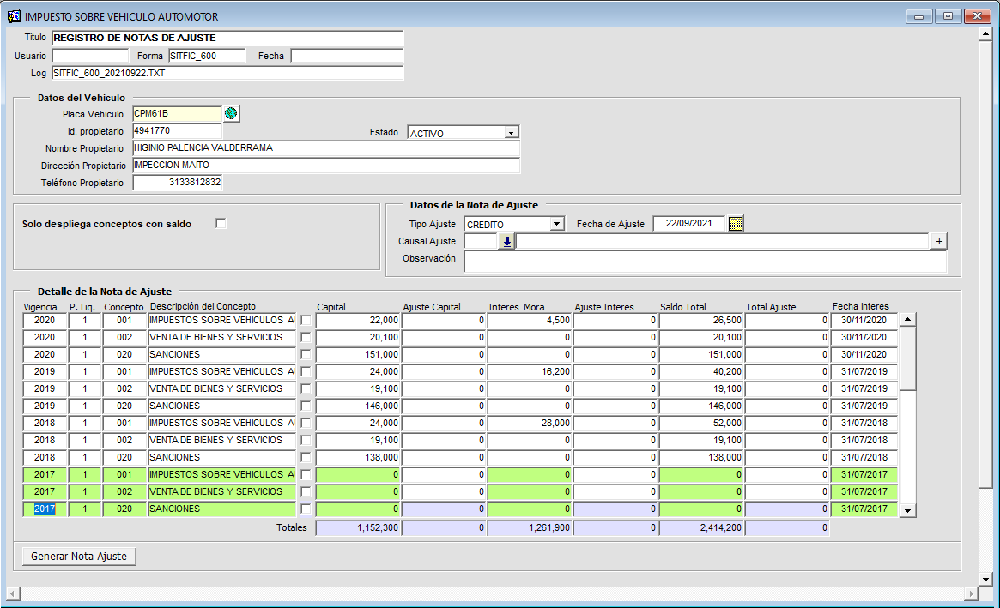 IMPUESTO SOBRE VEHICULO AUTOMOTOR
Titulo REGISTRO DE NOTAS DE AJUSTE
Usuario Forma SITFIC_600 Fecha
Log SITFIC_600_20210922.TXT
Datos del Vehiculo
Placa Vehiculo CPM61B
Id. propietario 4941770 Estado ACTIVO
Nombre Propietario HIGINIO PALENCIA VALDERRAMA
Dirección Propietario IMPECCION MAITO
Teléfono Propietario 3133812832
Solo despliega conceptos con saldo
Datos de la Nota de Ajuste
Tipo Ajuste CREDITO Fecha de Ajuste 22/09/2021
Causal Ajuste +
Observación
Detalle de la Nota de Ajuste
Vigencia P. Liq. Concepto Descripción del Concepto Capital Ajuste Capital Interes Mora Ajuste Interes Saldo Total Total Ajuste Fecha Interes
2020 1 001 IMPUESTOS SOBRE VEHICULOS A 22,000 0 4,500 0 26,500 0 30/11/2020
2020 1 002 VENTA DE BIENES Y SERVICIOS 20,100 0 0 0 20,100 0 30/11/2020
2020 1 020 SANCIONES 151,000 0 0 0 151,000 0 30/11/2020
2019 1 001 IMPUESTOS SOBRE VEHICULOS A 24,000 0 16,200 0 40,200 0 31/07/2019
2019 1 002 VENTA DE BIENES Y SERVICIOS 19,100 0 0 0 19,100 0 31/07/2019
2019 1 020 SANCIONES 146,000 0 0 0 146,000 0 31/07/2019
2018 1 001 IMPUESTOS SOBRE VEHICULOS A 24,000 0 28,000 0 52,000 0 31/07/2018
2018 1 002 VENTA DE BIENES Y SERVICIOS 19,100 0 0 0 19,100 0 31/07/2018
2018 1 020 SANCIONES 138,000 0 0 0 138,000 0 31/07/2018
2017 1 001 IMPUESTOS SOBRE VEHICULOS A 0 0 0 0 0 0 31/07/2017
2017 1 002 VENTA DE BIENES Y SERVICIOS 0 0 0 0 0 0 31/07/2017
2017 1 020 SANCIONES 0 0 0 0 0 0 31/07/2017
Totales 1,152,300 0 1,261,900 0 2,414,200 0
Generar Nota Ajuste